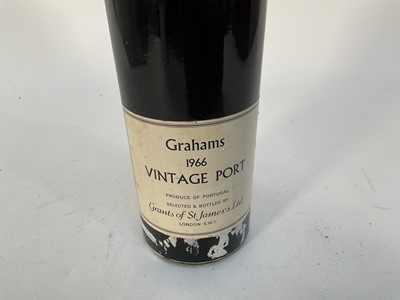 Grahams
1966
VINTAGE PORT
PRODUCE OF PORTUGAL
SELECTED & BOTTLED BY
Grants of St. James's Ltd.
LONDON S.W.1.